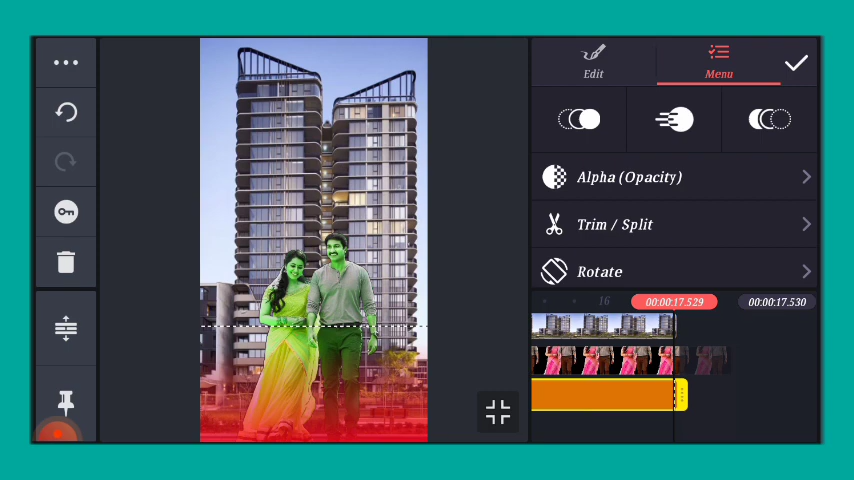 Edit
Menu
Alpha (Opacity)
Trim / Split
Rotate
16
00:00:17.529
00:00:17.530